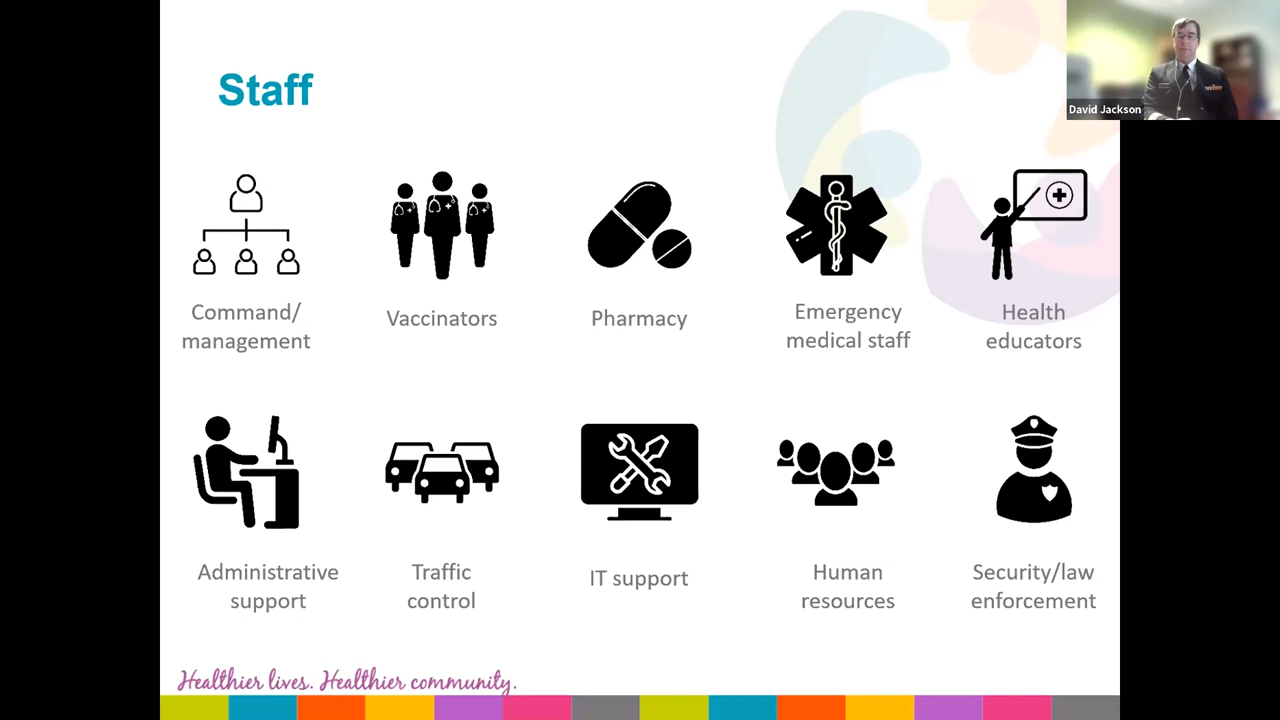 Staff
David Jackson
Command/
management
Vaccinators
Pharmacy
Emergency
medical staff
Health
educators
Administrative
support
Traffic
control
IT support
Human
resources
Security/law
enforcement
Healthier lives. Healthier community.